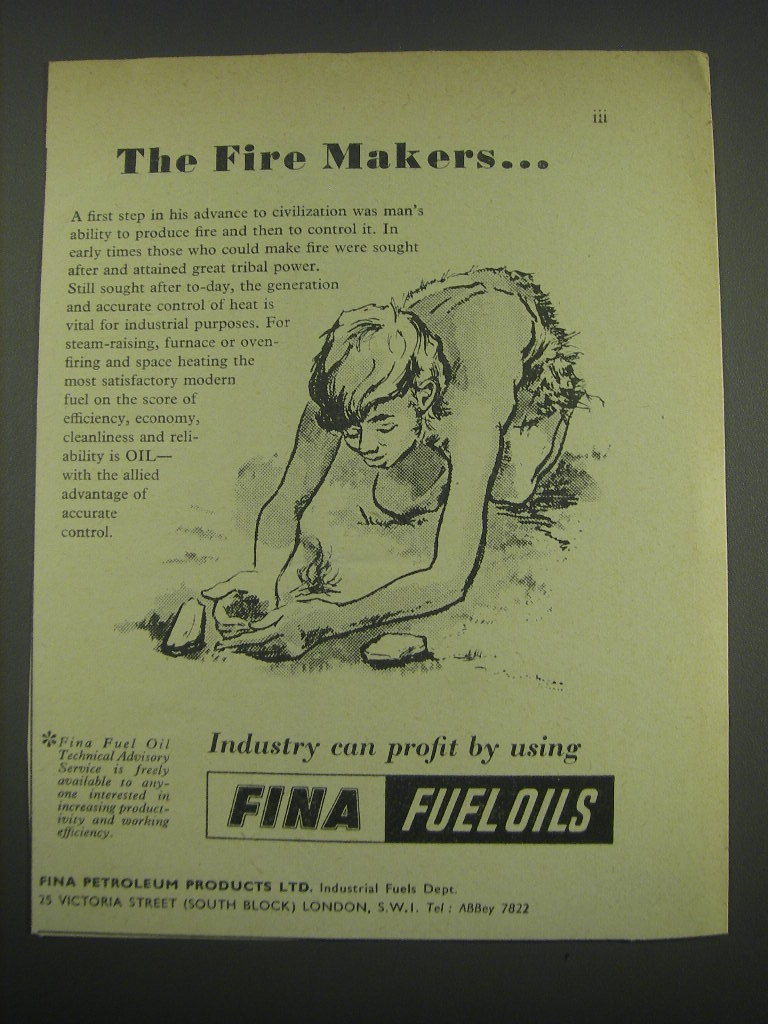 iii
The Fire Makers...
A first step in his advance to civilization was man's
ability to produce fire and then to control it. In
early times those who could make fire were sought
after and attained great tribal power.
Still sought after to-day, the generation
and accurate control of heat is
vital for industrial purposes. For
steam-raising, furnace or oven-
firing and space heating the
most satisfactory modern
fuel on the score of
efficiency, economy,
cleanliness and reli-
ability is OIL—
with the allied
advantage of
accurate
control.
*Fina Fuel Oil
Technical Advisory
Service is freely
available to any-
one interested in
increasing product-
ivity and working
efficiency.
Industry can profit by using
FINA FUEL OILS
FINA PETROLEUM PRODUCTS LTD. Industrial Fuels Dept.
25 VICTORIA STREET (SOUTH BLOCK) LONDON, S.W.1. Tel : ABBey 7822